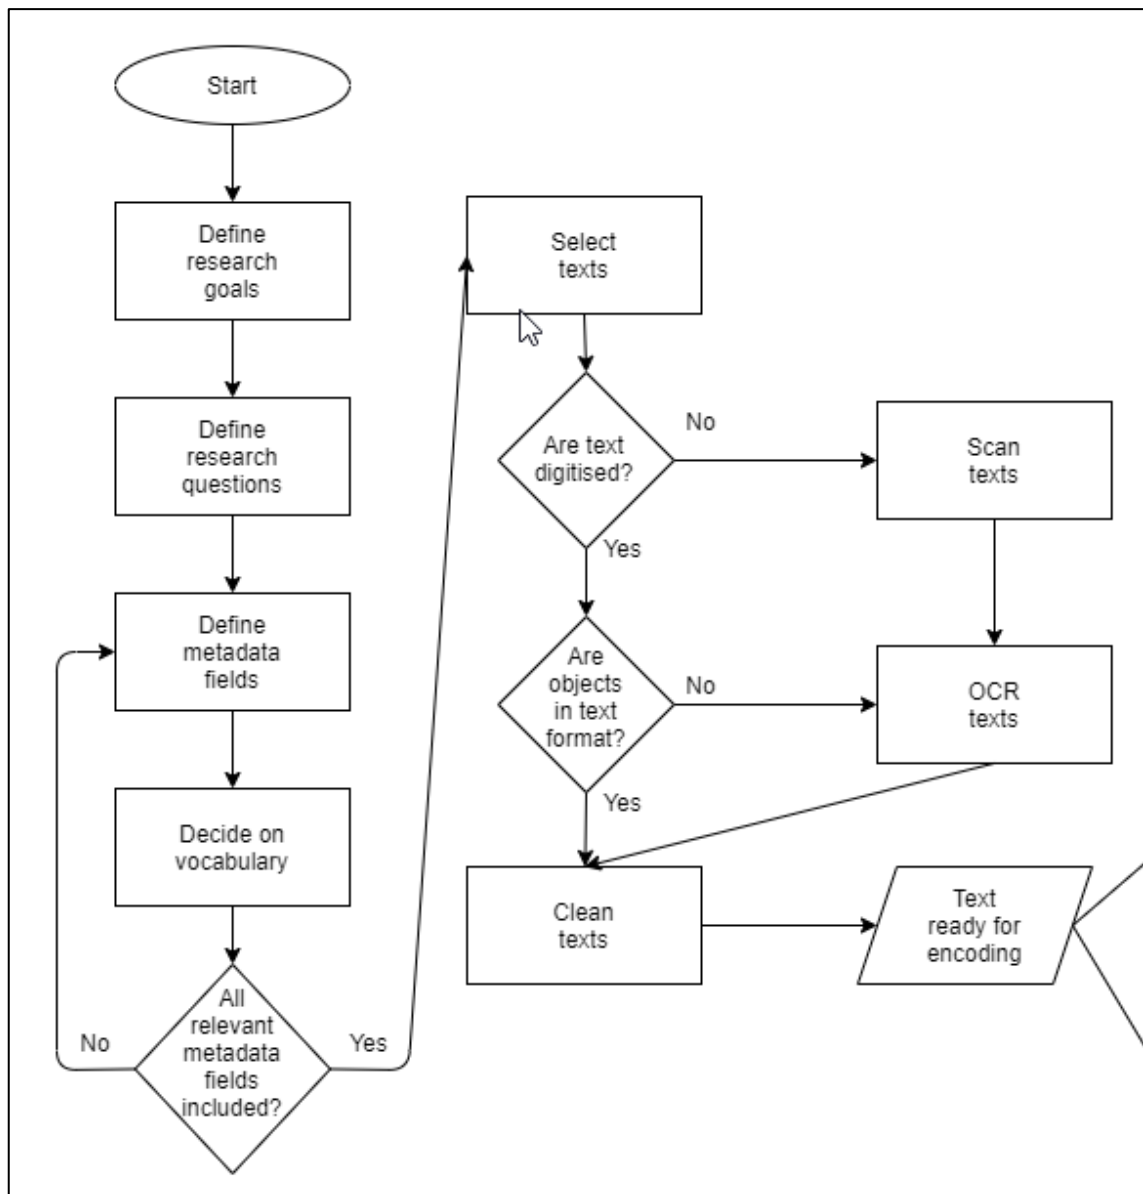 Start
Define
research
goals
Define
research
questions
Define
metadata
fields
Decide on
vocabulary
All
relevant
metadata
fields
included?
No
Yes
Select
texts
Are text
digitised?
No
Yes
Scan
texts
Are
objects
in text
format?
No
Yes
OCR
texts
Clean
texts
Text
ready for
encoding